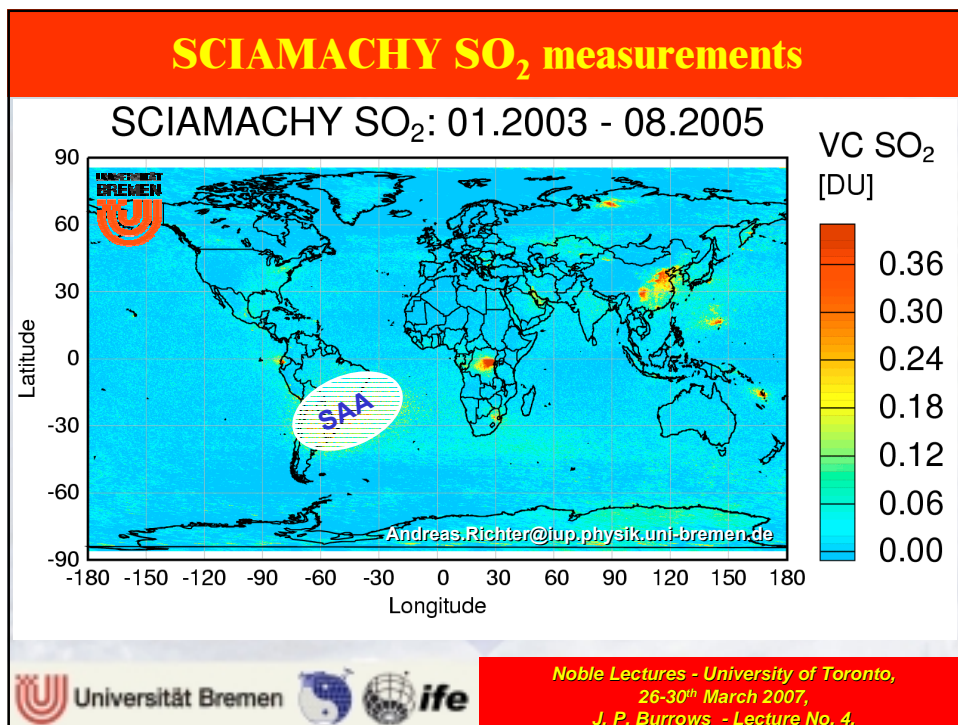 SCIAMACHY SO₂ measurements
SCIAMACHY SO₂: 01.2003 - 08.2005
VC SO₂
[DU]
UNIVERSITÄT
BREMEN
90
60
30
0
-30
-60
-90
Latitude
SAA
Andreas.Richter@iup.physik.uni-bremen.de
-180 -150 -120 -90 -60 -30 0 30 60 90 120 150 180
Longitude
0.36
0.30
0.24
0.18
0.12
0.06
0.00
Universität Bremen
ife
Noble Lectures - University of Toronto,
26-30th March 2007,
J. P. Burrows - Lecture No. 4.